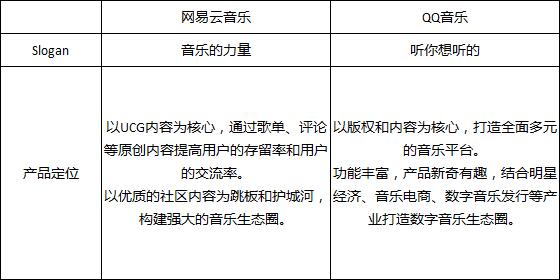 网易云音乐
QQ音乐
Slogan
音乐的力量
听你想听的
产品定位
以UCG内容为核心，通过歌单、评论
等原创内容提高用户的存留率和用户
的交流率。
以优质的社区内容为跳板和护城河，
构建强大的音乐生态圈。
以版权和内容为核心，打造全面多元
的音乐平台。
功能丰富，产品新奇有趣，结合明星
经济、音乐电商、数字音乐发行等产
业打造数字音乐生态圈。